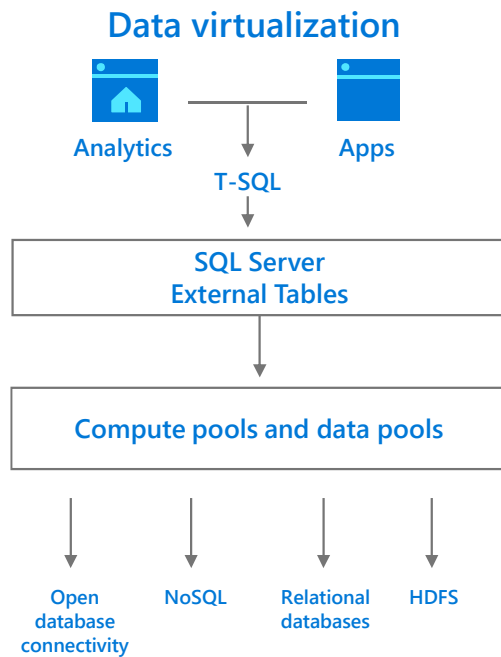 Data virtualization
Analytics
Apps
T-SQL
SQL Server
External Tables
Compute pools and data pools
Open
database
connectivity
NoSQL
Relational
databases
HDFS